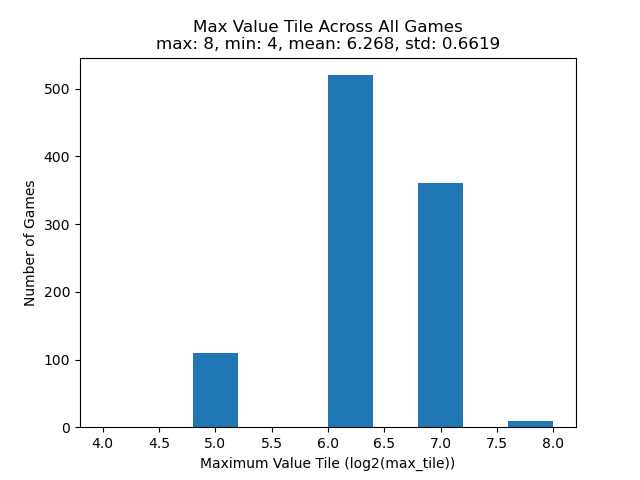 Max Value Tile Across All Games
max: 8, min: 4, mean: 6.268, std: 0.6619
500
400
300
200
100
0
Number of Games
4.0 4.5 5.0 5.5 6.0 6.5 7.0 7.5 8.0
Maximum Value Tile (log2(max_tile))